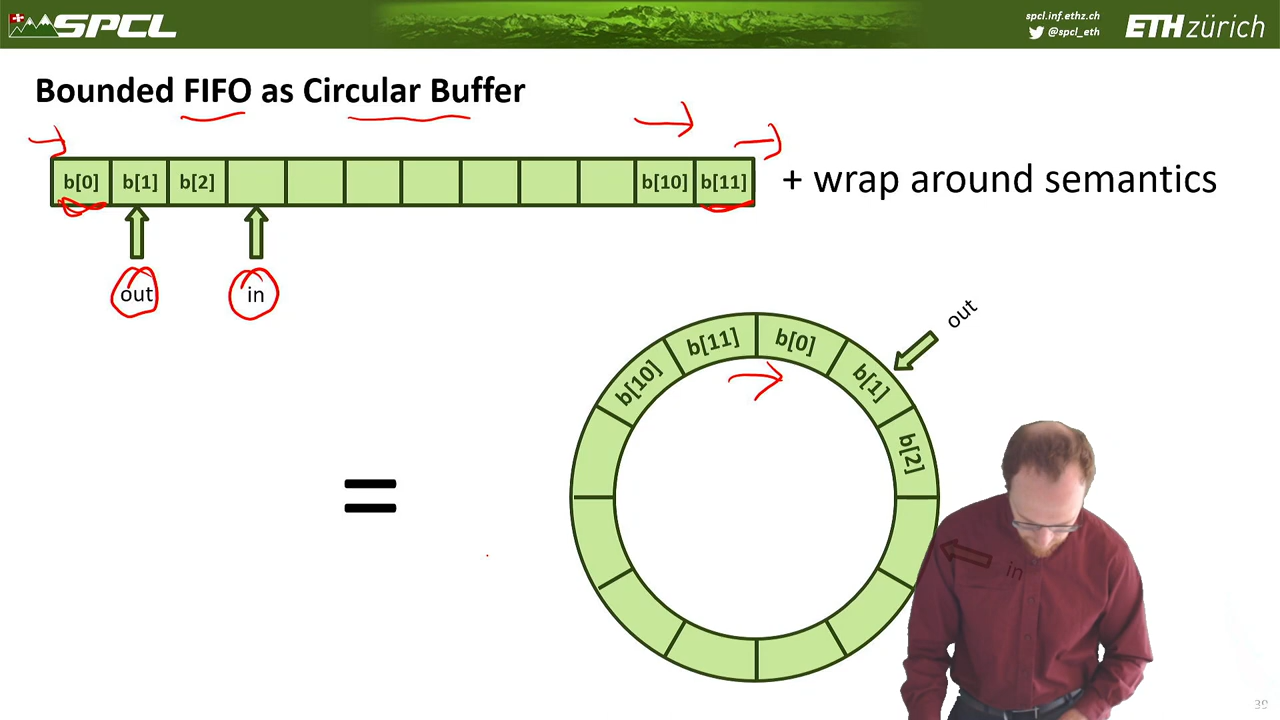 SPCL
spcl.inf.ethz.ch
@spcl_eth
ETH zürich
Bounded FIFO as Circular Buffer
b[0] b[1] b[2] b[10] b[11] + wrap around semantics
out in
out
b[10] b[11] b[0] b[1] b[2]
=
in
39